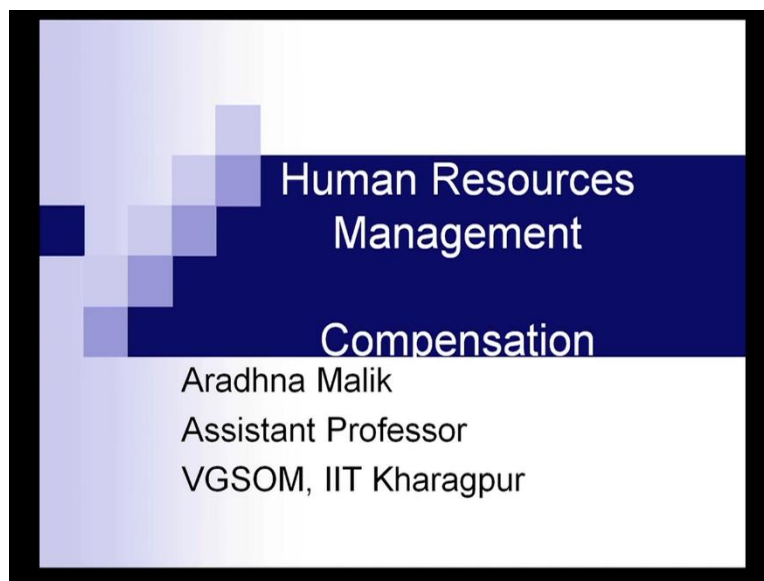 Human Resources
Management
Compensation
Aradhna Malik
Assistant Professor
VGSOM, IIT Kharagpur